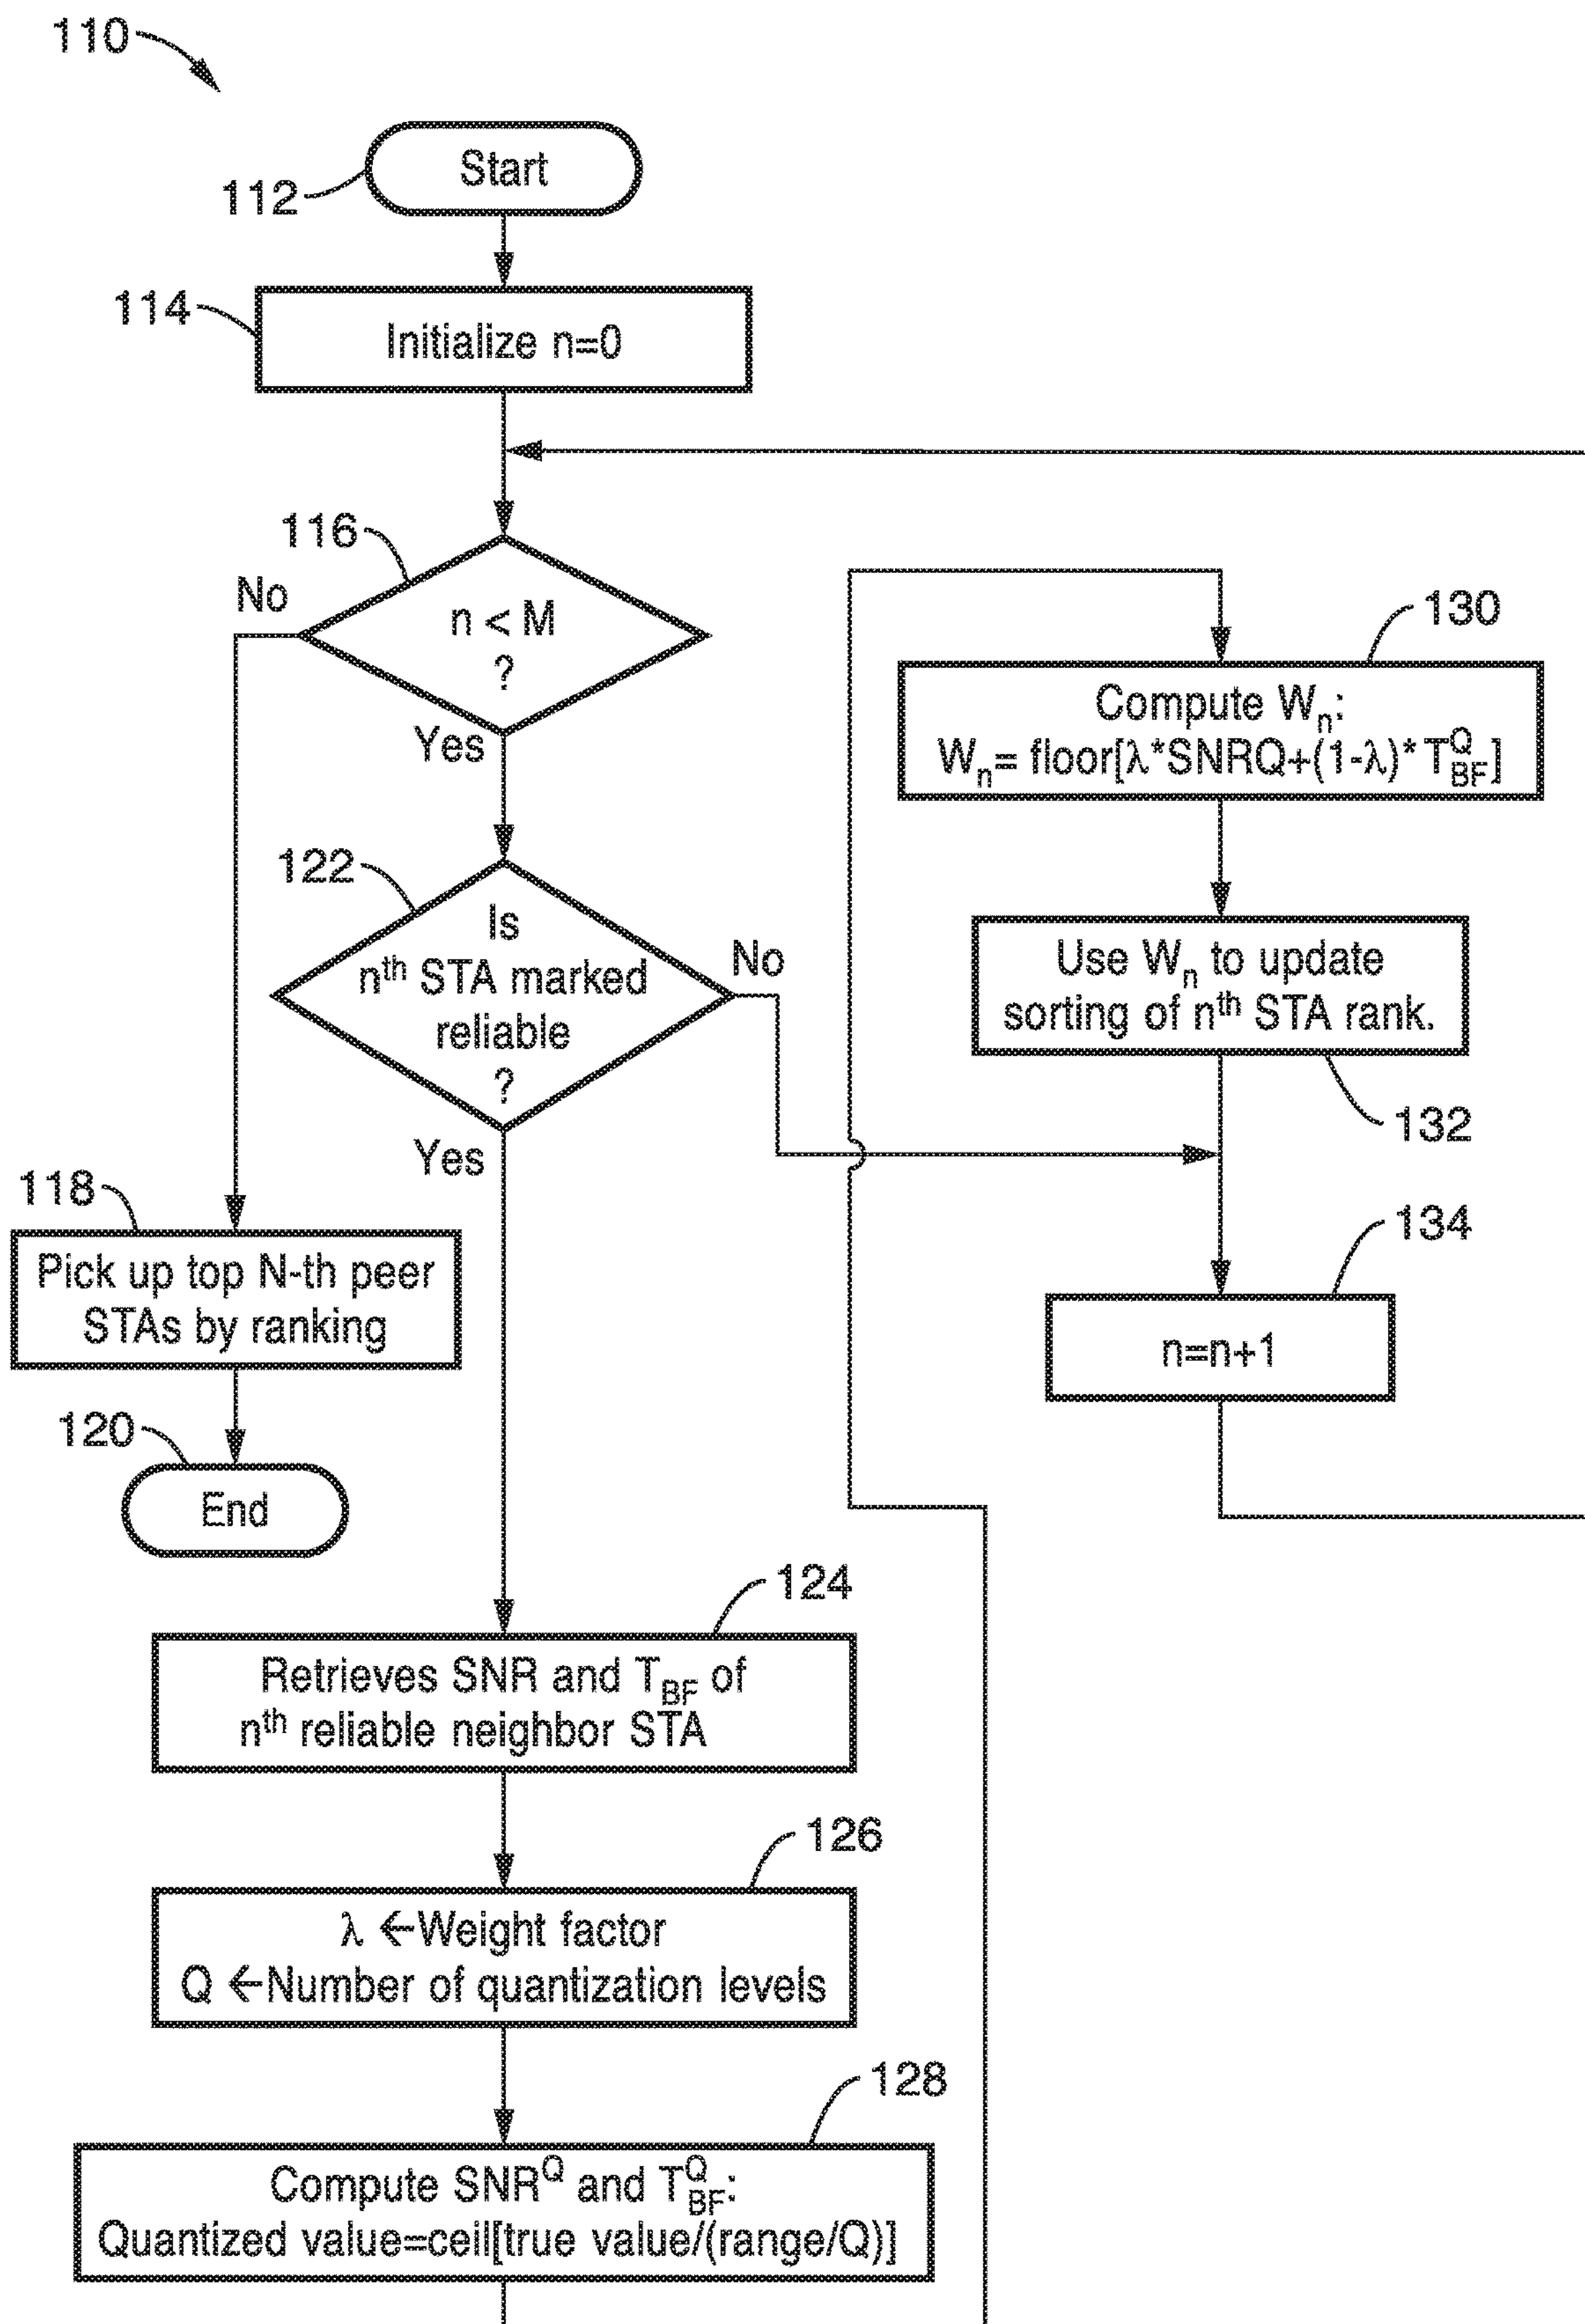 110
112
Start
114
Initialize n=0
116
No
n < M
?
Yes
122
Is
nth STA marked
reliable
?
No
Yes
118
Pick up top N-th peer
STAs by ranking
120
End
124
Retrieves SNR and TBF of
nth reliable neighbor STA
126
λ ←Weight factor
Q ←Number of quantization levels
128
Compute SNR^Q and T_BF^Q:
Quantized value=ceil[true value/(range/Q)]
130
Compute Wn:
Wn= floor[λ*SNRQ+(1-λ)* T_BF^Q]
Use Wn to update
sorting of nth STA rank.
132
134
n=n+1